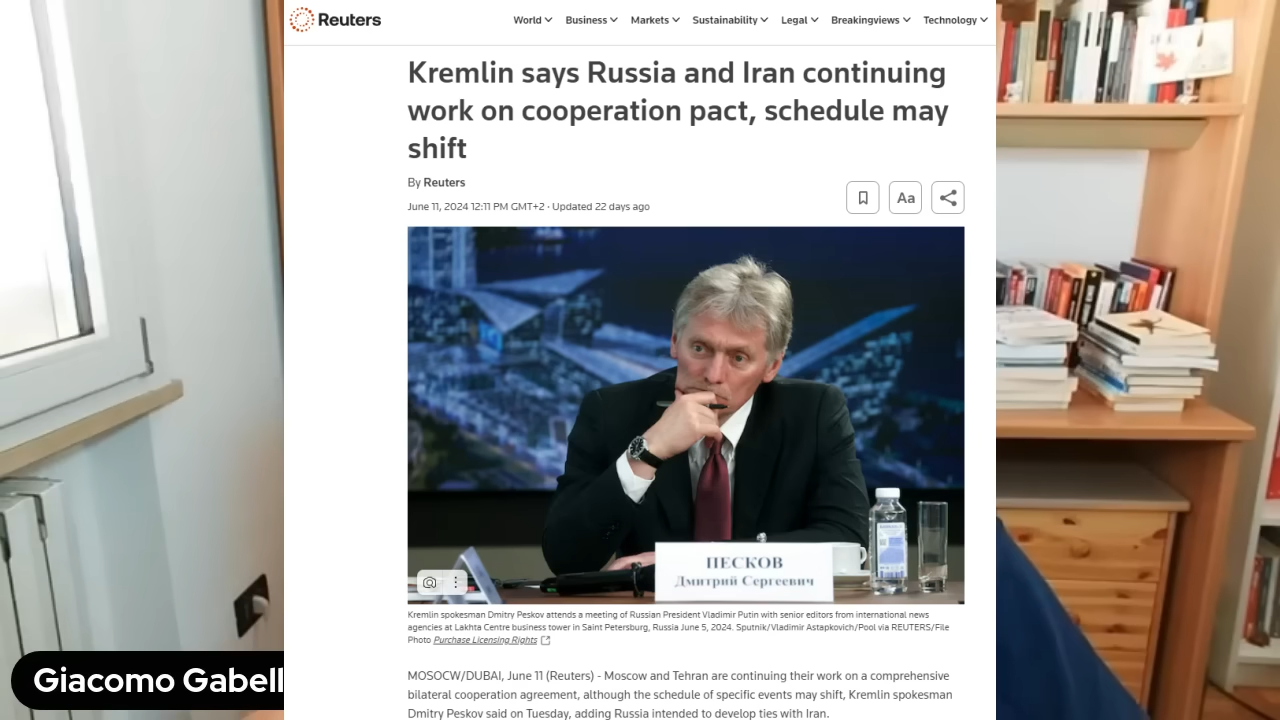 Reuters
World Business Markets Sustainability Legal Breakingviews Technology
Kremlin says Russia and Iran continuing
work on cooperation pact, schedule may
shift
By Reuters
June 11, 2024 12:11 PM GMT+2 · Updated 22 days ago
Aa
ПЕСКОВ
Дмитрий Сергеевич
Kremlin spokesman Dmitry Peskov attends a meeting of Russian President Vladimir Putin with senior editors from international news
agencies at Lakhta Centre business tower in Saint Petersburg, Russia June 5, 2024. Sputnik/Vladimir Astapkovich/Pool via REUTERS/File
Photo Purchase Licensing Rights
MOSOCW/DUBAI, June 11 (Reuters) - Moscow and Tehran are continuing their work on a comprehensive
bilateral cooperation agreement, although the schedule of specific events may shift, Kremlin spokesman
Dmitry Peskov said on Tuesday, adding Russia intended to develop ties with Iran.
Giacomo Gabell